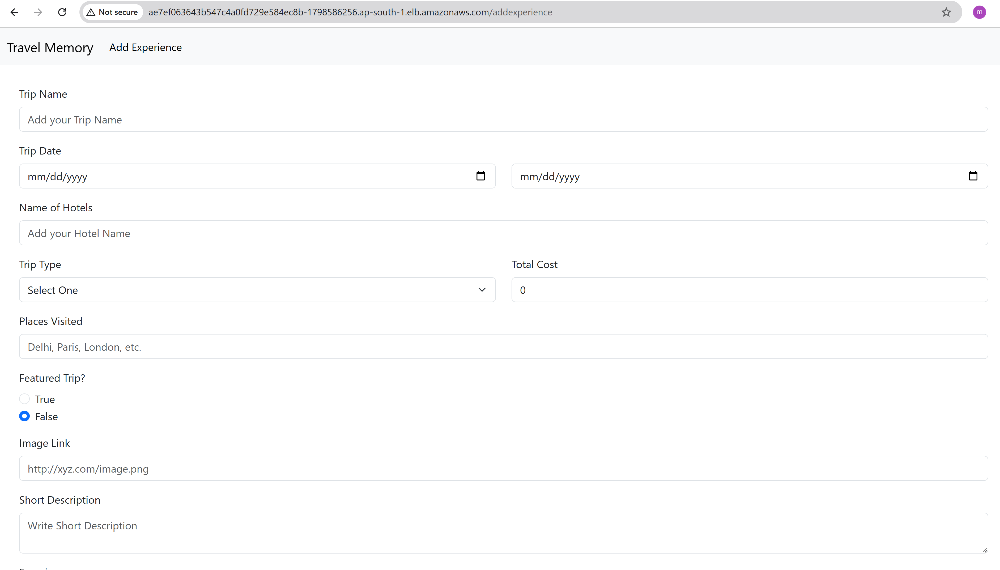 Not secure ae7ef063643b547c4a0fd729e584ec8b-1798586256.ap-south-1.elb.amazonaws.com/addexperience m
Travel Memory Add Experience
Trip Name
Add your Trip Name
Trip Date
mm/dd/yyyy mm/dd/yyyy
Name of Hotels
Add your Hotel Name
Trip Type Total Cost
Select One 0
Places Visited
Delhi, Paris, London, etc.
Featured Trip?
True
False
Image Link
http://xyz.com/image.png
Short Description
Write Short Description